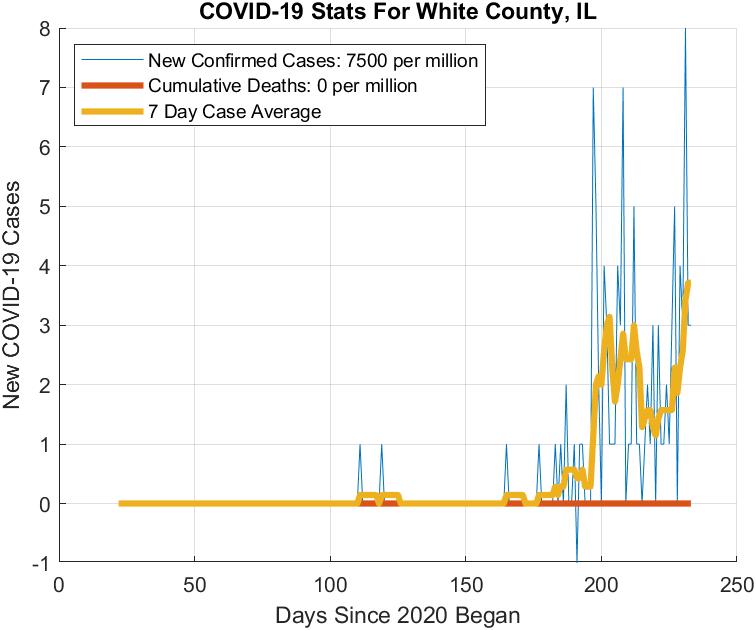 COVID-19 Stats For White County, IL
New Confirmed Cases: 7500 per million
Cumulative Deaths: 0 per million
7 Day Case Average
New COVID-19 Cases
8
7
6
5
4
3
2
1
0
-1
0 50 100 150 200 250
Days Since 2020 Began